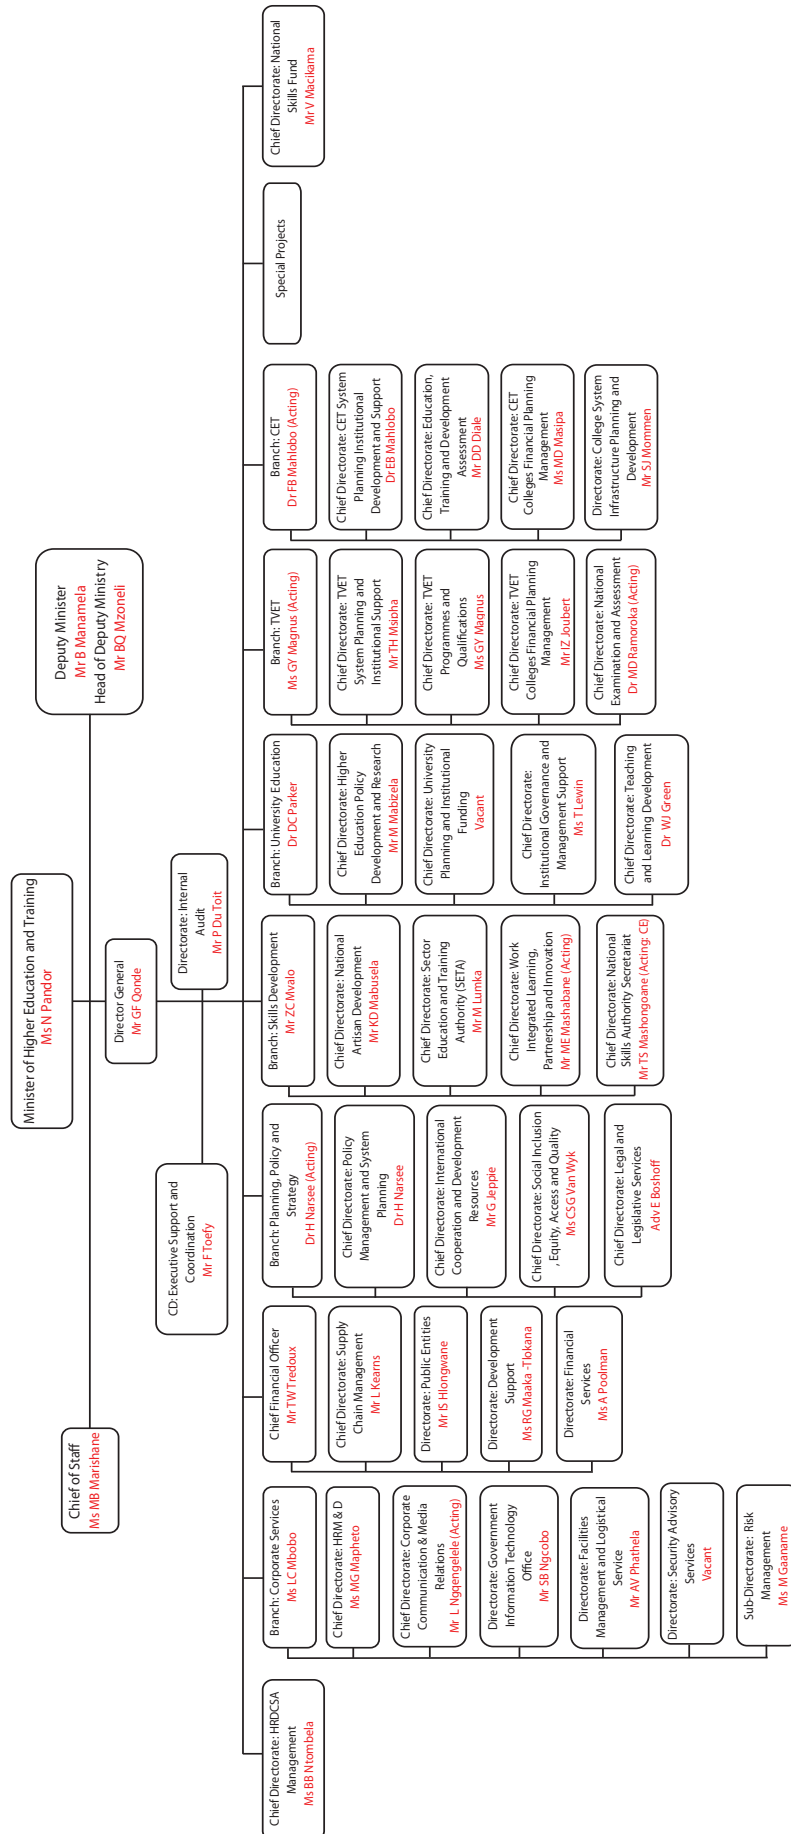 Minister of Higher Education and Training
Ms N Pandor
Chief of Staff
Ms MB Marishane
Deputy Minister
Mr B Manamela
Head of Deputy Ministry
Mr BQ Mzoneli
Director General
Mr GF Qonde
CD: Executive Support and
Coordination
Mr F Toefy
Directorate: Internal
Audit
Mr P Du Toit
Chief Directorate: HRDCSA
Management
Ms BB Ntombela
Branch: Corporate Services
Ms LC Mbobo
Chief Directorate: HRM & D
Ms MG Mapheto
Chief Directorate: Corporate
Communication & Media
Relations
Mr L Ngqengelele (Acting)
Directorate: Government
Information Technology
Office
Mr SB Ngcobo
Directorate: Facilities
Management and Logistical
Service
Mr AV Phathela
Directorate: Security Advisory
Services
Vacant
Sub-Directorate: Risk
Management
Ms M Gaaname
Chief Financial Officer
Mr TW Tredoux
Chief Directorate: Supply
Chain Management
Mr L Kearns
Directorate: Public Entities
Mr IS Hlongwane
Directorate: Development
Support
Ms RG Maaka -Tlokana
Directorate: Financial
Services
Ms A Poolman
Branch: Planning, Policy and
Strategy
Dr H Narsee (Acting)
Chief Directorate: Policy
Management and System
Planning
Dr H Narsee
Chief Directorate: International
Cooperation and Development
Resources
Mr G Jeppie
Chief Directorate: Social Inclusion
, Equity, Access and Quality
Ms CSG Van Wyk
Chief Directorate: Legal and
Legislative Services
Adv E Boshoff
Branch: Skills Development
Mr ZC Mvalo
Chief Directorate: National
Artisan Development
Mr KD Mabusela
Chief Directorate: Sector
Education and Training
Authority (SETA)
Mr M Lumka
Chief Directorate: Work
Integrated Learning,
Partnership and Innovation
Mr ME Mashabane (Acting)
Chief Directorate: National
Skills Authority Secretariat
Mr TS Mashongoane (Acting: CE)
Branch: University Education
Dr DC Parker
Chief Directorate: Higher
Education Policy
Development and Research
Mr M Mabizela
Chief Directorate: University
Planning and Institutional
Funding
Vacant
Chief Directorate:
Institutional Governance and
Management Support
Ms T Lewin
Chief Directorate: Teaching
and Learning Development
Dr WJ Green
Branch: TVET
Ms GY Magnus (Acting)
Chief Directorate: TVET
System Planning and
Institutional Support
Mr TH Msipha
Chief Directorate: TVET
Programmes and
Qualifications
Ms GY Magnus
Chief Directorate: TVET
Colleges Financial Planning
Management
Mr IZ Joubert
Chief Directorate: National
Examination and Assessment
Dr MD Ramoroka (Acting)
Branch: CET
Dr FB Mahlobo (Acting)
Chief Directorate: CET System
Planning Institutional
Development and Support
Dr EB Mahlobo
Chief Directorate: Education,
Training and Development
Assessment
Mr DD Diale
Chief Directorate: CET
Colleges Financial Planning
Management
Ms MD Masipa
Directorate: College System
Infrastructure Planning and
Development
Mr SJ Mommen
Special Projects
Chief Directorate: National
Skills Fund
Mr V Macikama